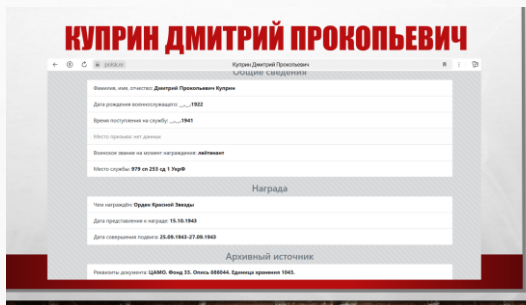 КУПРИН ДМИТРИЙ ПРОКОПЬЕВИЧ
polok.ru Куприн Дмитрий Прокопьевич
Общие сведения
Фамилия, имя, отчество: Дмитрий Прокопьевич Куприн
Дата рождения военнослужащего: __.__.1922
Время поступления на службу: __.__.1941
Место призыва: нет данных
Воинское звание на момент награждения: лейтенант
Место службы: 979 сп 253 сд 1 УкрФ
Награда
Чем награждён: Орден Красной Звезды
Дата представления к награде: 15.10.1943
Дата совершения подвига: 25.09.1943-27.09.1943
Архивный источник
Реквизиты документа: ЦАМО. Фонд 33. Опись 686044. Единица хранения 1043.